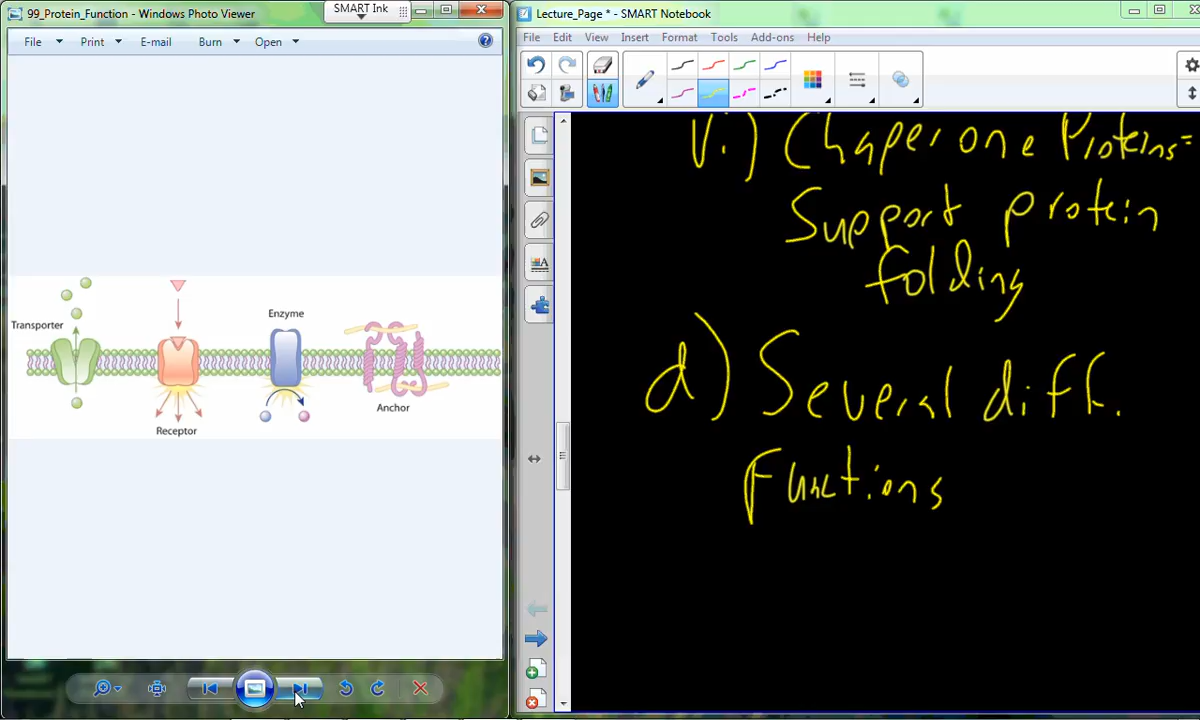 99_Protein_Function - Windows Photo Viewer
SMART Ink
File Print E-mail Burn Open
Transporter
Receptor
Enzyme
Anchor
Lecture_Page * - SMART Notebook
File Edit View Insert Format Tools Add-ons Help
V.) Chaperone Proteins=
Support protein
folding
d) Several diff.
Functions